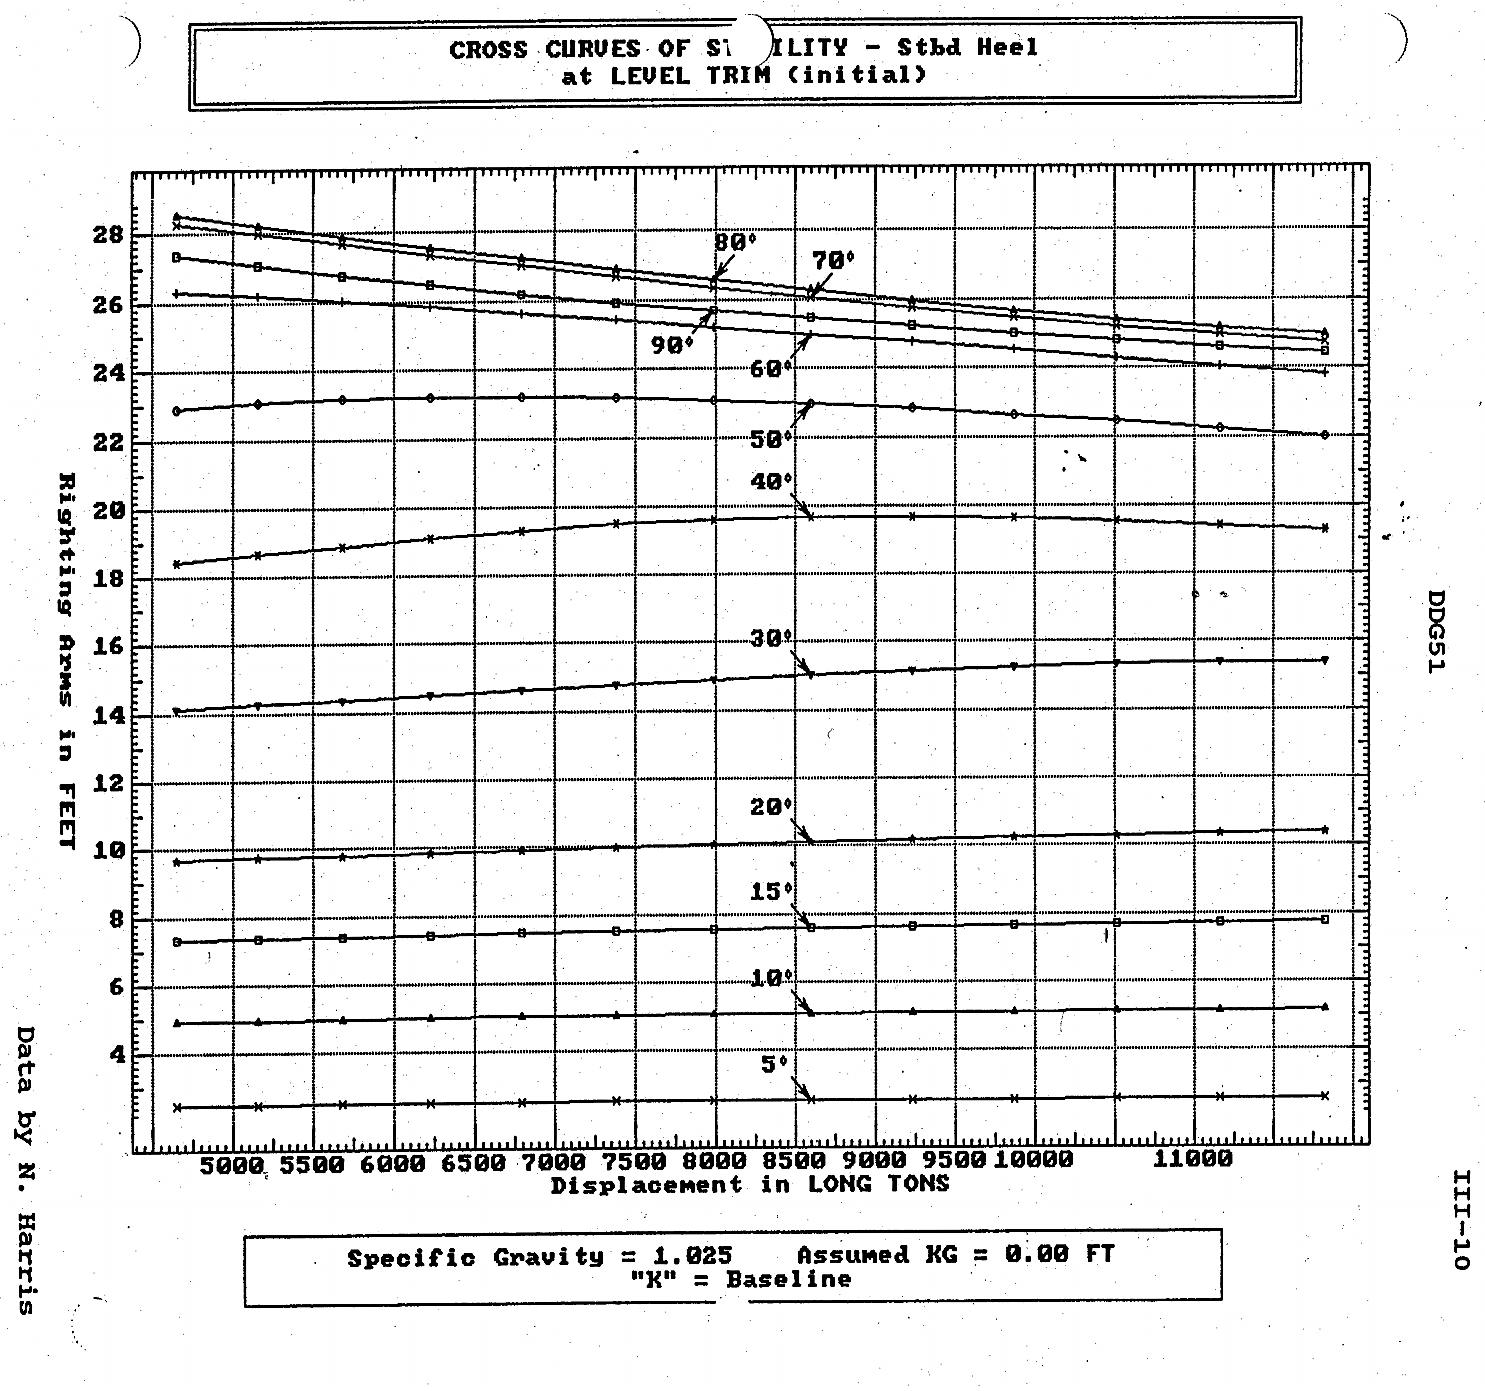 CROSS CURVES OF ILITY - Stbd Heel
at LEVEL TRIM (initial)
28
26
24
22
20
18
16
14
12
10
8
6
4
80°
70°
90°
60°
50°
40°
30°
20°
15°
10°
5°
Righting Arms in FEET
5000 5500 6000 6500 7000 7500 8000 8500 9000 9500 10000 11000
Displacement in LONG TONS
Specific Gravity = 1.025 Assumed KG = 0.00 FT
"K" = Baseline
DDG51
III-10
Data by N. Harris